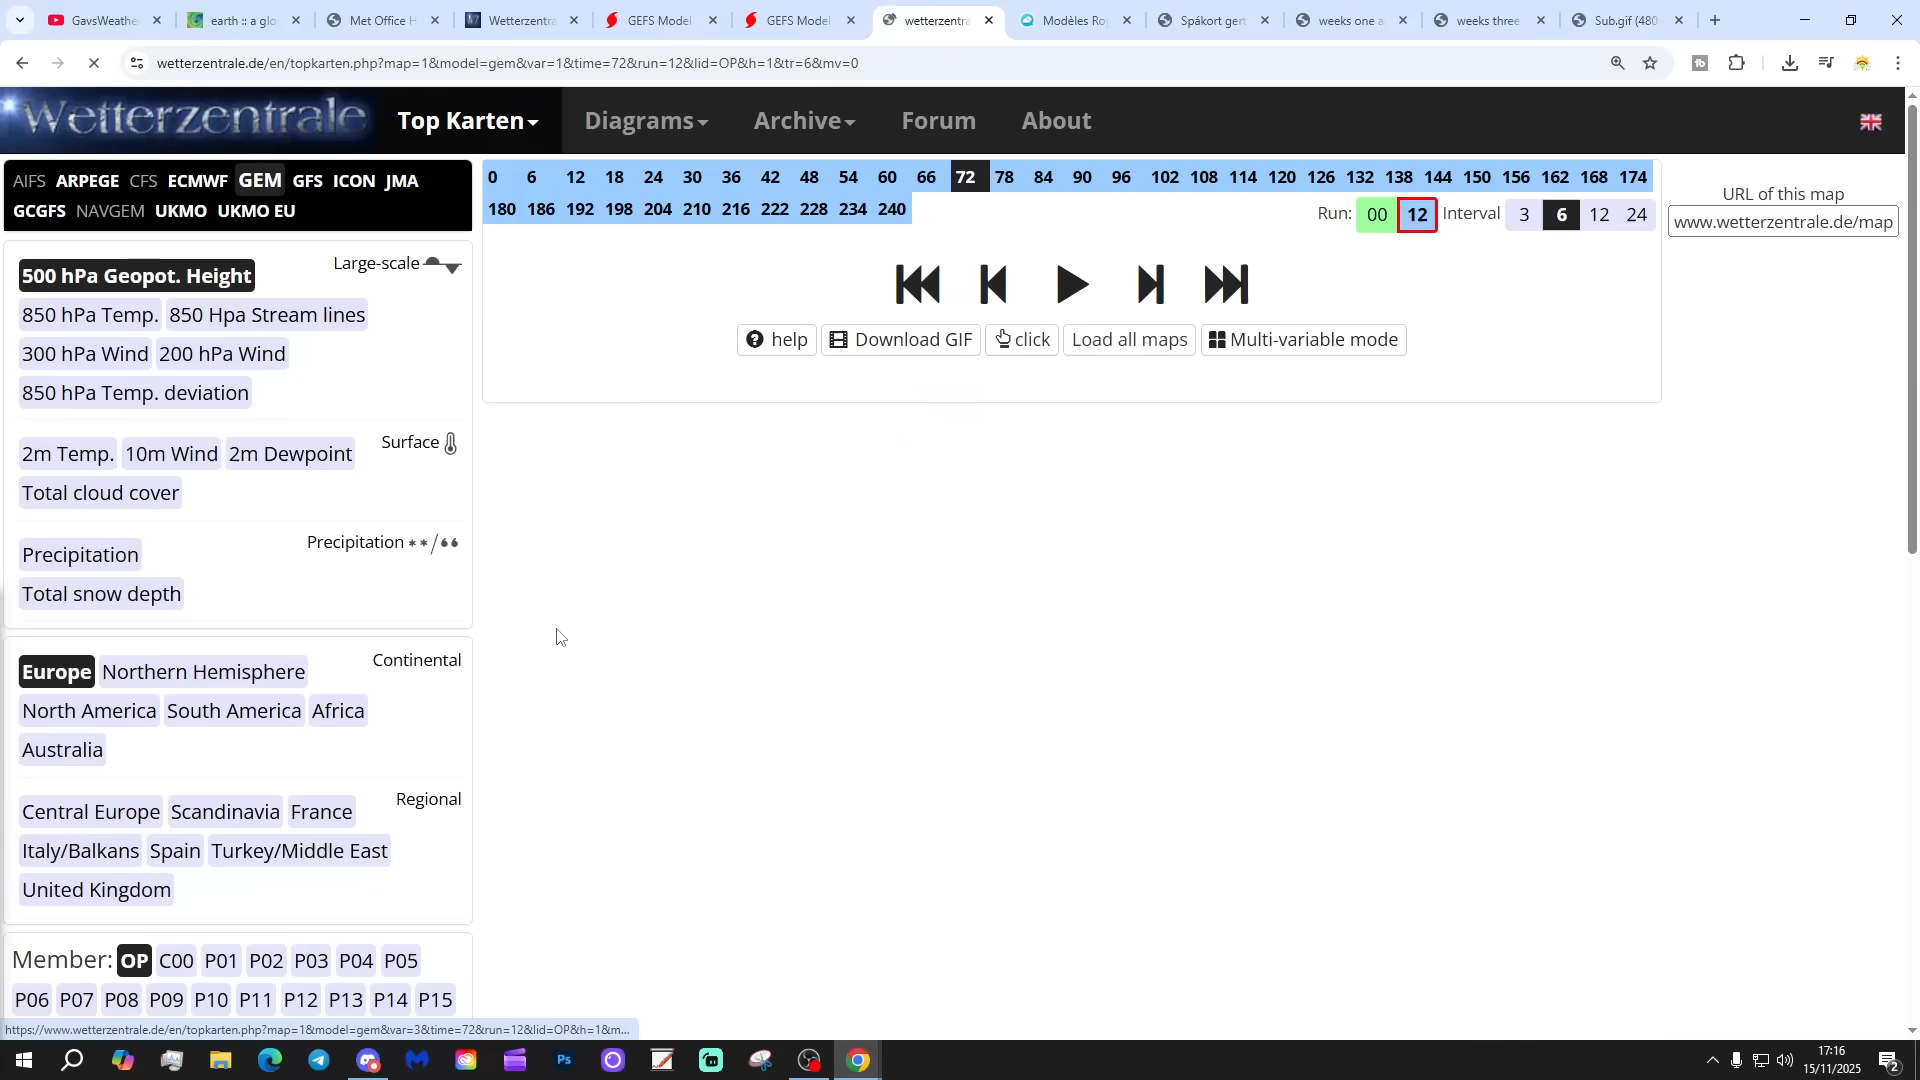 GavsWeathe
earth :: a glo
Met Office H
Wetterzentra
GEFS Model
GEFS Model
wetterzentra
Modèles Roy
Spákort gert
weeks one a
weeks three
Sub.gif (480
wetterzentrale.de/en/topkarten.php?map=1&model=gem&var=1&time=72&run=12&lid=OP&h=1&tr=6&mv=0
Wetterzentrale Top Karten Diagrams Archive Forum About
AIFS ARPEGE CFS ECMWF GEM GFS ICON JMA
GCGFS NAVGEM UKMO UKMO EU
0 6 12 18 24 30 36 42 48 54 60 66 72 78 84 90 96 102 108 114 120 126 132 138 144 150 156 162 168 174
180 186 192 198 204 210 216 222 228 234 240
Run: 00 12 Interval 3 6 12 24
URL of this map
www.wetterzentrale.de/map
help Download GIF click Load all maps Multi-variable mode
Large-scale
500 hPa Geopot. Height
850 hPa Temp. 850 Hpa Stream lines
300 hPa Wind 200 hPa Wind
850 hPa Temp. deviation
Surface
2m Temp. 10m Wind 2m Dewpoint
Total cloud cover
Precipitation
Precipitation
Total snow depth
Continental
Europe Northern Hemisphere
North America South America Africa
Australia
Regional
Central Europe Scandinavia France
Italy/Balkans Spain Turkey/Middle East
United Kingdom
Member: OP C00 P01 P02 P03 P04 P05
P06 P07 P08 P09 P10 P11 P12 P13 P14 P15
https://www.wetterzentrale.de/en/topkarten.php?map=1&model=gem&var=3&time=72&run=12&lid=OP&h=1&m...
Ps
17:16
15/11/2025
2